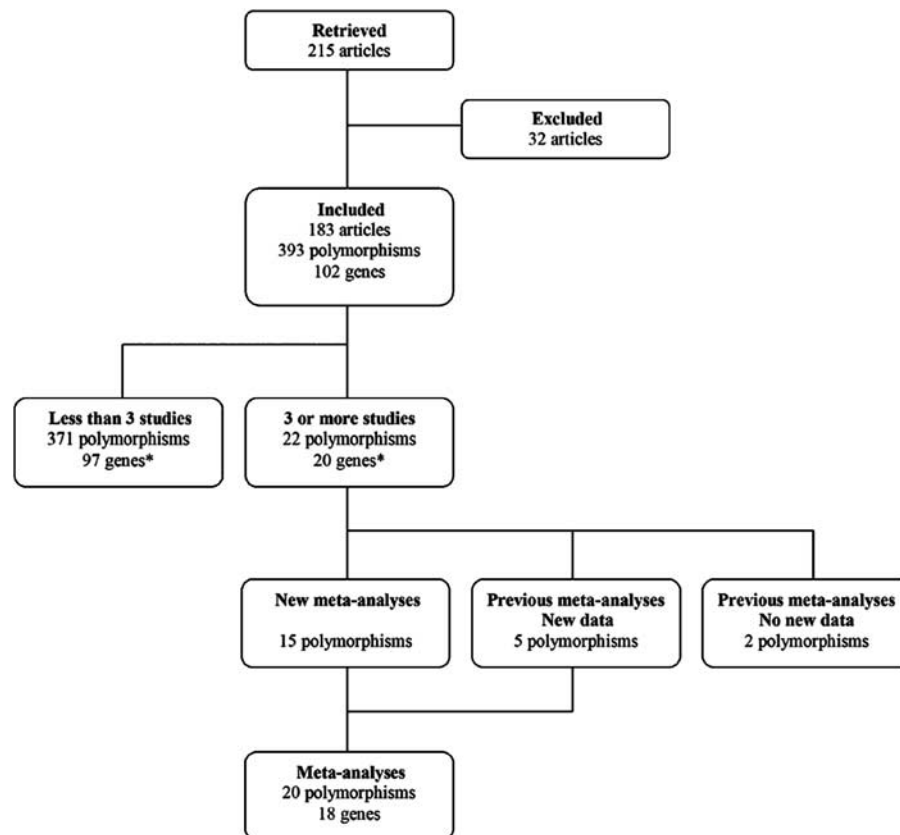 Retrieved
215 articles
Excluded
32 articles
Included
183 articles
393 polymorphisms
102 genes
Less than 3 studies
371 polymorphisms
97 genes*
3 or more studies
22 polymorphisms
20 genes*
New meta-analyses
15 polymorphisms
Previous meta-analyses
New data
5 polymorphisms
Previous meta-analyses
No new data
2 polymorphisms
Meta-analyses
20 polymorphisms
18 genes